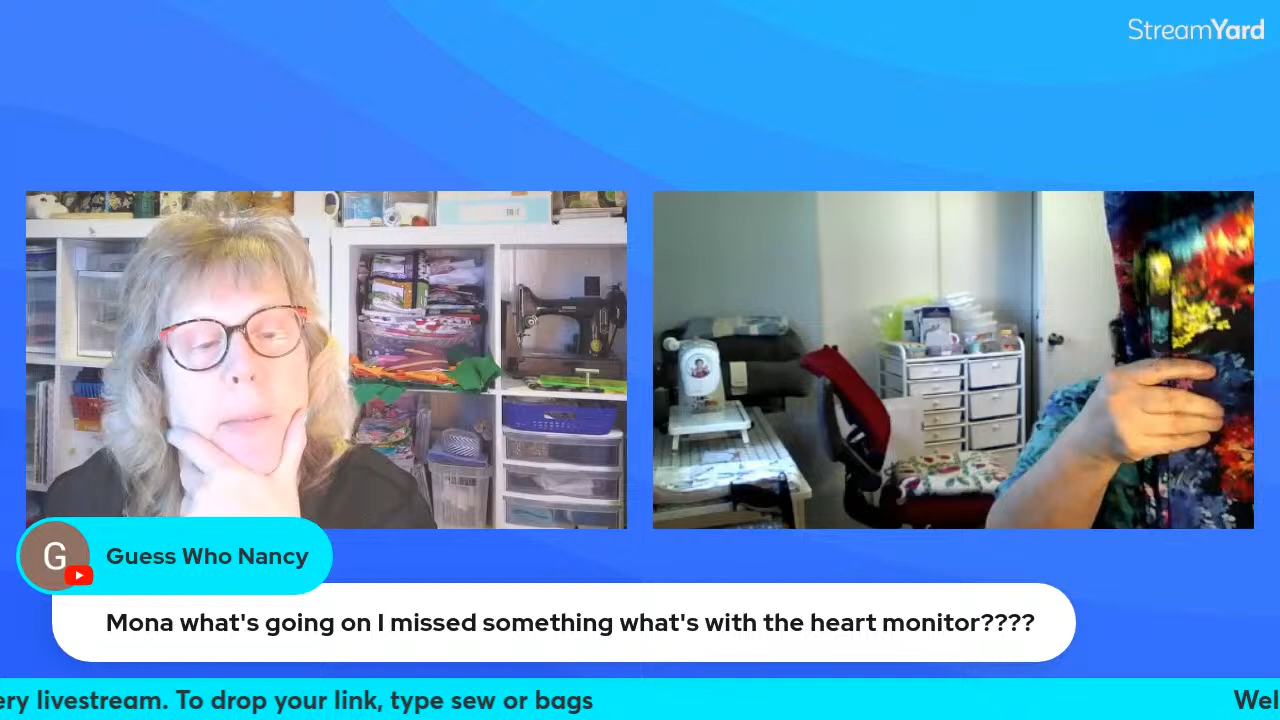 StreamYard
G
Guess Who Nancy
Mona what's going on I missed something what's with the heart monitor????
ery livestream. To drop your link, type sew or bags
Wel